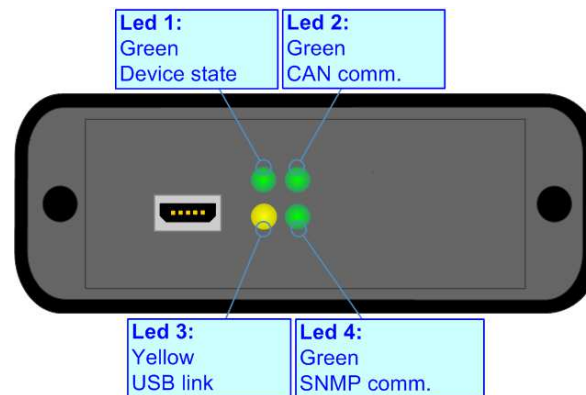 Led 1:
Green
Device state
Led 2:
Green
CAN comm.
Led 3:
Yellow
USB link
Led 4:
Green
SNMP comm.